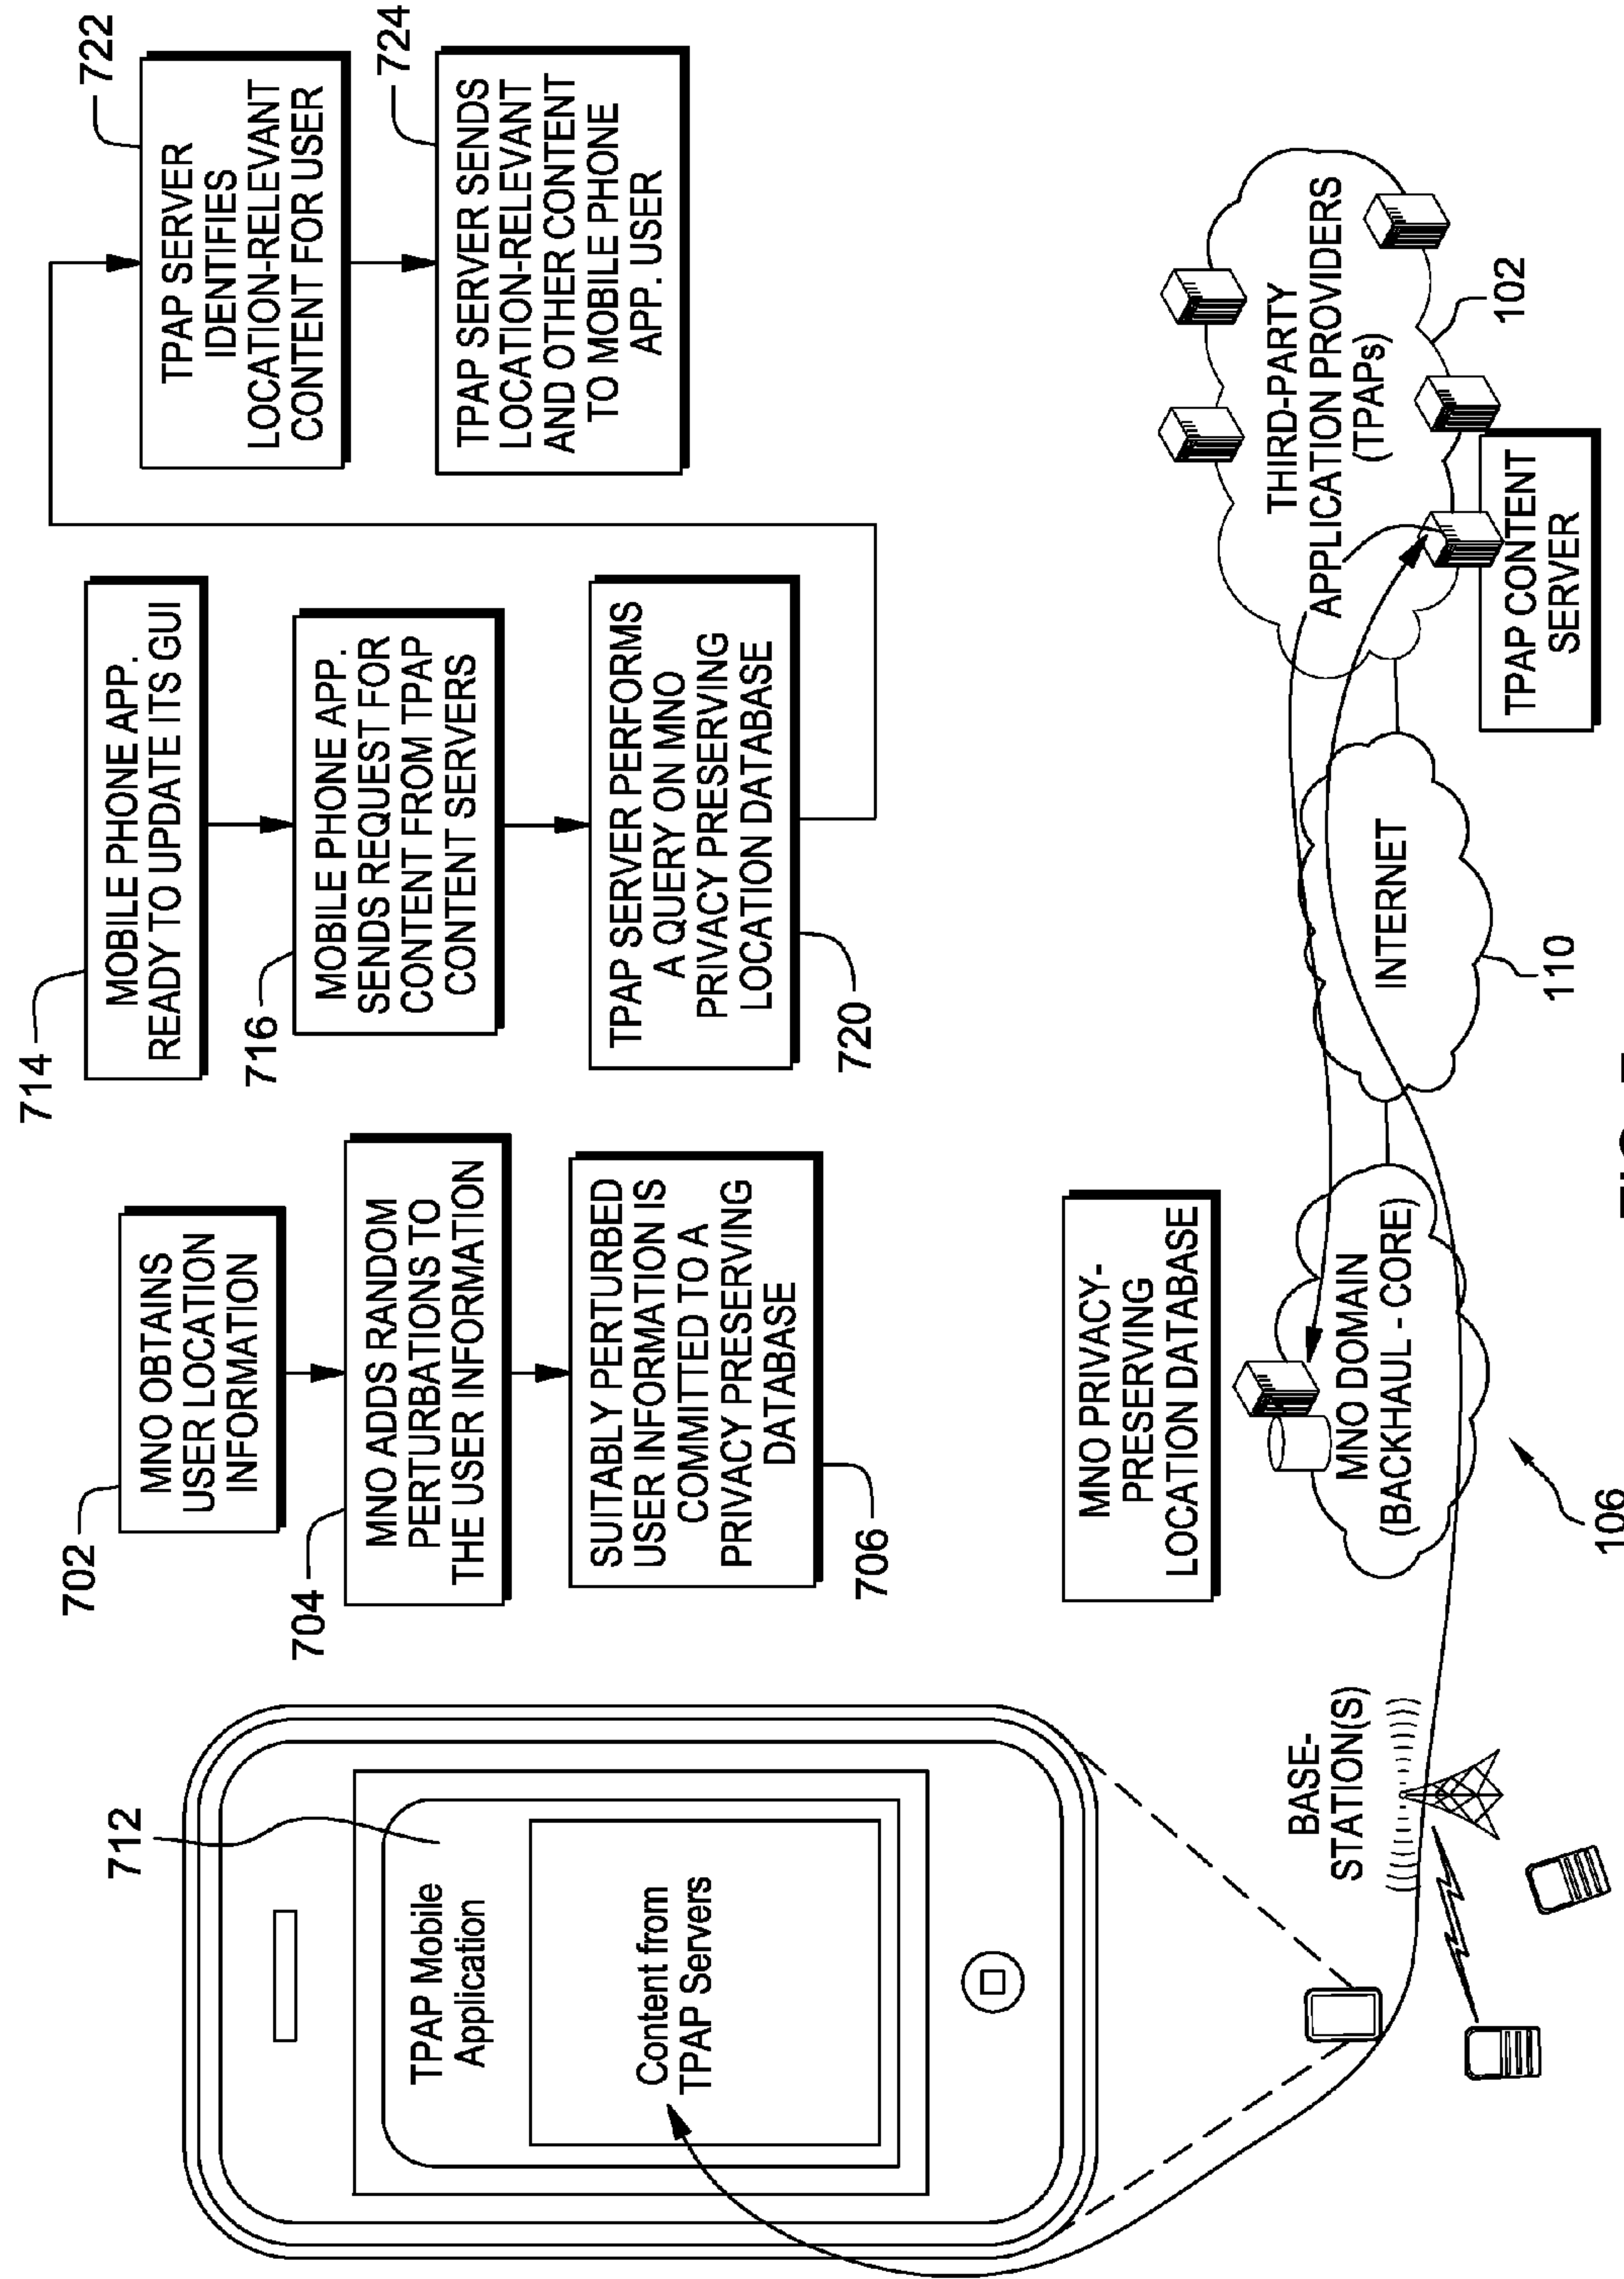 712
TPAP Mobile
Application
Content from
TPAP Servers
702
MNO OBTAINS
USER LOCATION
INFORMATION
704
MNO ADDS RANDOM
PERTURBATIONS TO
THE USER INFORMATION
SUITABLY PERTURBED
USER INFORMATION IS
COMMITTED TO A
PRIVACY PRESERVING
DATABASE
706
714
MOBILE PHONE APP.
READY TO UPDATE ITS GUI
716
MOBILE PHONE APP.
SENDS REQUEST FOR
CONTENT FROM TPAP
CONTENT SERVERS
TPAP SERVER PERFORMS
A QUERY ON MNO
PRIVACY PRESERVING
LOCATION DATABASE
720
722
TPAP SERVER
IDENTIFIES
LOCATION-RELEVANT
CONTENT FOR USER
724
TPAP SERVER SENDS
LOCATION-RELEVANT
AND OTHER CONTENT
TO MOBILE PHONE
APP. USER
BASE-
STATION(S)
MNO PRIVACY-
PRESERVING
LOCATION DATABASE
MNO DOMAIN
(BACKHAUL - CORE)
106
INTERNET
110
THIRD-PARTY
APPLICATION PROVIDERS
(TPAPs)
102
TPAP CONTENT
SERVER